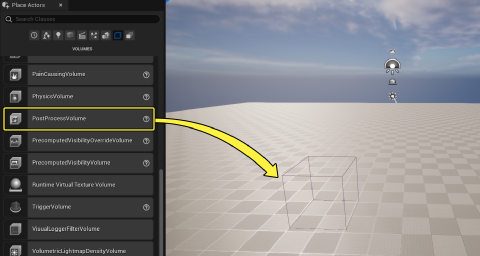 Place Actors
Search Classes
VOLUMES
PainCausingVolume
PhysicsVolume
PostProcessVolume
PrecomputedVisibilityOverrideVolume
PrecomputedVisibilityVolume
Runtime Virtual Texture Volume
TriggerVolume
VisualLoggerFilterVolume
VolumetricLightmapDensityVolume